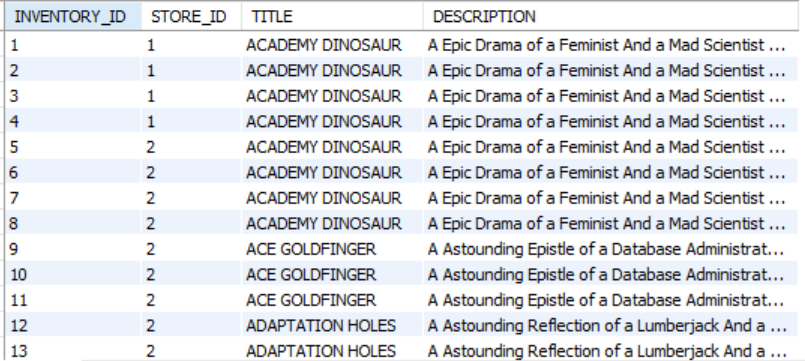 INVENTORY_ID STORE_ID TITLE DESCRIPTION
1 1 ACADEMY DINOSAUR A Epic Drama of a Feminist And a Mad Scientist ...
2 1 ACADEMY DINOSAUR A Epic Drama of a Feminist And a Mad Scientist ...
3 1 ACADEMY DINOSAUR A Epic Drama of a Feminist And a Mad Scientist ...
4 1 ACADEMY DINOSAUR A Epic Drama of a Feminist And a Mad Scientist ...
5 2 ACADEMY DINOSAUR A Epic Drama of a Feminist And a Mad Scientist ...
6 2 ACADEMY DINOSAUR A Epic Drama of a Feminist And a Mad Scientist ...
7 2 ACADEMY DINOSAUR A Epic Drama of a Feminist And a Mad Scientist ...
8 2 ACADEMY DINOSAUR A Epic Drama of a Feminist And a Mad Scientist ...
9 2 ACE GOLDFINGER A Astounding Epistle of a Database Administrat...
10 2 ACE GOLDFINGER A Astounding Epistle of a Database Administrat...
11 2 ACE GOLDFINGER A Astounding Epistle of a Database Administrat...
12 2 ADAPTATION HOLES A Astounding Reflection of a Lumberjack And a ...
13 2 ADAPTATION HOLES A Astounding Reflection of a Lumberjack And a ...